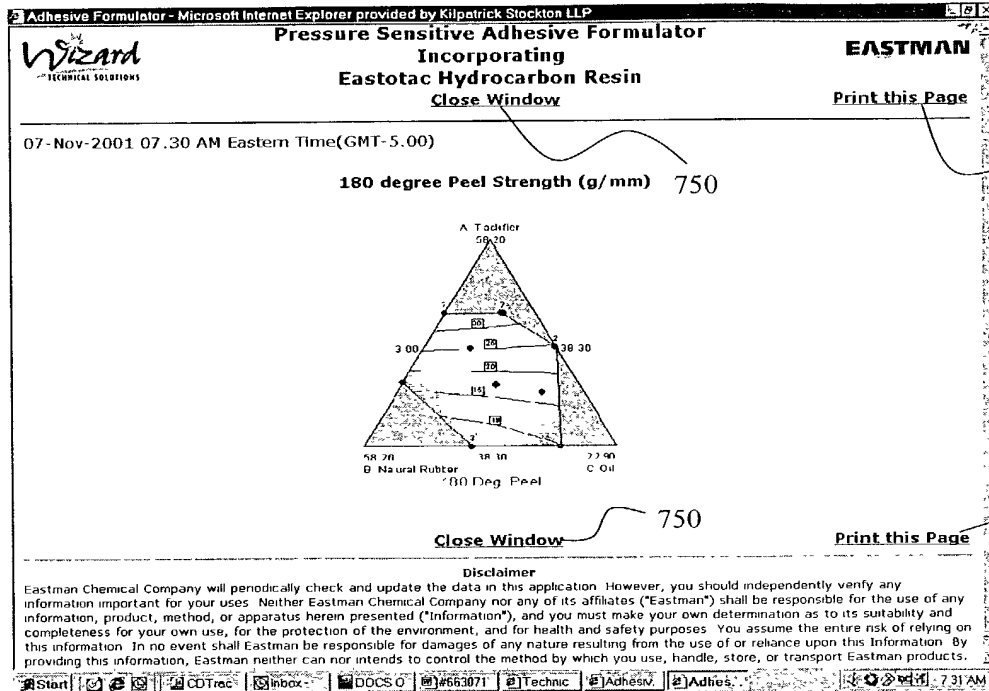 Adhesive Formulator - Microsoft Internet Explorer provided by Kilpatrick Stockton LLP
Wizard
TECHNICAL SOLUTIONS
Pressure Sensitive Adhesive Formulator
Incorporating
Eastotac Hydrocarbon Resin
EASTMAN
Close Window
Print this Page
07-Nov-2001 07.30 AM Eastern Time(GMT-5.00)
180 degree Peel Strength (g/mm)
750
A Tackifier
58 20
30
25
3 00
38 30
20
15
10
58 20
38 30
22 90
B Natural Rubber
C Oil
180 Deg. Peel
750
Close Window
Print this Page
Disclaimer
Eastman Chemical Company will periodically check and update the data in this application However, you should independently verify any
information important for your uses Neither Eastman Chemical Company nor any of its affiliates ("Eastman") shall be responsible for the use of any
information, product, method, or apparatus herein presented ("Information"), and you must make your own determination as to its suitability and
completeness for your own use, for the protection of the environment, and for health and safety purposes You assume the entire risk of relying on
this information In no event shall Eastman be responsible for damages of any nature resulting from the use of or reliance upon this Information By
providing this information, Eastman neither can nor intends to control the method by which you use, handle, store, or transport Eastman products.
Start
CDTrac
Inbox -
DOCS O
#663071
Technic
Adhesiv.
Adhes.
7.31 AM